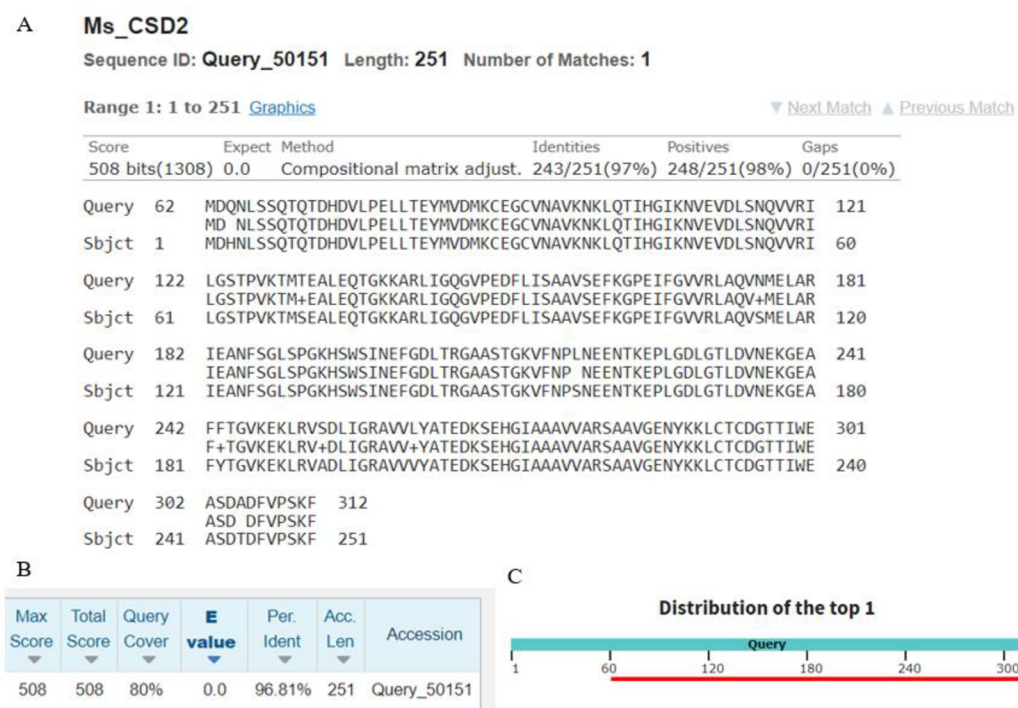 A
Ms_CSD2
Sequence ID: Query_50151 Length: 251 Number of Matches: 1
Range 1: 1 to 251 Graphics
▼ Next Match ▲ Previous Match
Score Expect Method Identities Positives Gaps
508 bits(1308) 0.0 Compositional matrix adjust. 243/251(97%) 248/251(98%) 0/251(0%)
Query 62 MDQNLSSQTQTDHDVLPELLTEYMVDMKCEGCVNAVKNKLQTIHGIKNVEVDLSNQVVRI 121
MD NLSSQTQTDHDVLPELLTEYMVDMKCEGCVNAVKNKLQTIHGIKNVEVDLSNQVVRI
Sbjct 1 MDHNLSSQTQTDHDVLPELLTEYMVDMKCEGCVNAVKNKLQTIHGIKNVEVDLSNQVVRI 60
Query 122 LGSTPVKTMTEALEQTGKKARLIGQGVPEDFLISAAVSEFKGPEIFGVVRLAQVNMELAR 181
LGSTPVKTM+EALEQTGKKARLIGQGVPEDFLISAAVSEFKGPEIFGVVRLAQV+MELAR
Sbjct 61 LGSTPVKTMSEALEQTGKKARLIGQGVPEDFLISAAVSEFKGPEIFGVVRLAQVSMELAR 120
Query 182 IEANFSGLSPGKHSWSINEFGDLTRGAASTGKVFNPLNEENTKEPLGDLGTLDVNEKGEA 241
IEANFSGLSPGKHSWSINEFGDLTRGAASTGKVFNP NEENTKEPLGDLGTLDVNEKGEA
Sbjct 121 IEANFSGLSPGKHSWSINEFGDLTRGAASTGKVFNPSNEENTKEPLGDLGTLDVNEKGEA 180
Query 242 FFTGVKEKLRVSDLIGRAVVLYATEDKSEHGIAAAVVARSAAVGENYKKLCTCDGTTIWE 301
F+TGVKEKLRV+DLIGRAVV+YATEDKSEHGIAAAVVARSAAVGENYKKLCTCDGTTIWE
Sbjct 181 FYTGVKEKLRVADLIGRAVVVYATEDKSEHGIAAAVVARSAAVGENYKKLCTCDGTTIWE 240
Query 302 ASDADFVPSKF 312
ASD DFVPSKF
Sbjct 241 ASDTDFVPSKF 251
B
Max Score Total Score Query Cover E value Per. Ident Acc. Len Accession
508 508 80% 0.0 96.81% 251 Query_50151
C
Distribution of the top 1
Query
1 60 120 180 240 300